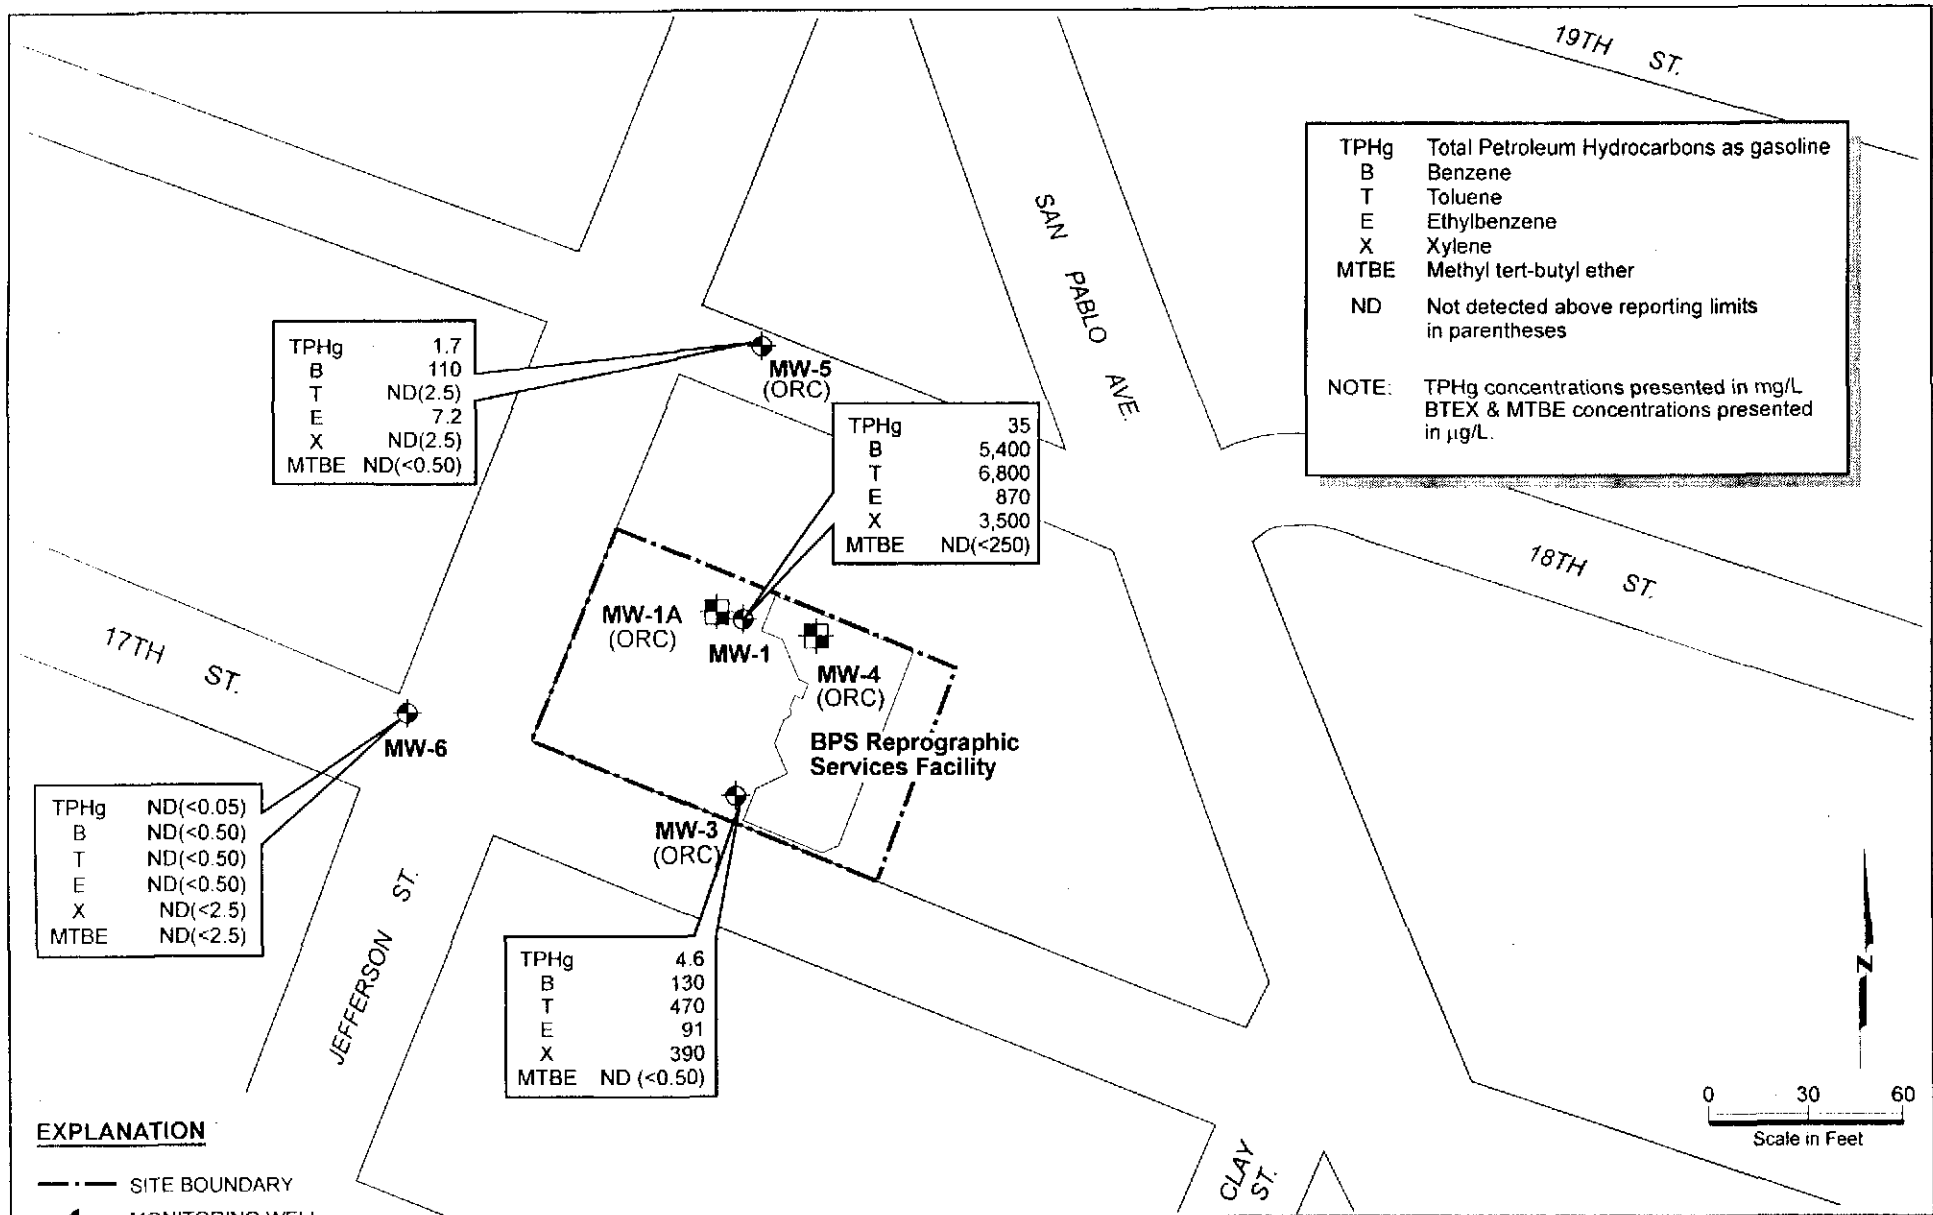 19TH ST.
TPHg Total Petroleum Hydrocarbons as gasoline
B Benzene
T Toluene
E Ethylbenzene
X Xylene
MTBE Methyl tert-butyl ether
ND Not detected above reporting limits
in parentheses
NOTE: TPHg concentrations presented in mg/L
BTEX & MTBE concentrations presented
in µg/L.
SAN PABLO AVE.
TPHg 1.7
B 110
T ND(2.5)
E 7.2
X ND(2.5)
MTBE ND(<0.50)
MW-5
(ORC)
TPHg 35
B 5,400
T 6,800
E 870
X 3,500
MTBE ND(<250)
18TH ST.
MW-1A
(ORC)
MW-1
MW-4
(ORC)
17TH ST.
MW-6
BPS Reprographic
Services Facility
TPHg ND(<0.05)
B ND(<0.50)
T ND(<0.50)
E ND(<0.50)
X ND(<2.5)
MTBE ND(<2.5)
MW-3
(ORC)
JEFFERSON ST.
TPHg 4.6
B 130
T 470
E 91
X 390
MTBE ND (<0.50)
Z
0 30 60
Scale in Feet
CLAY
ST.
EXPLANATION
SITE BOUNDARY
MONITORING WELL